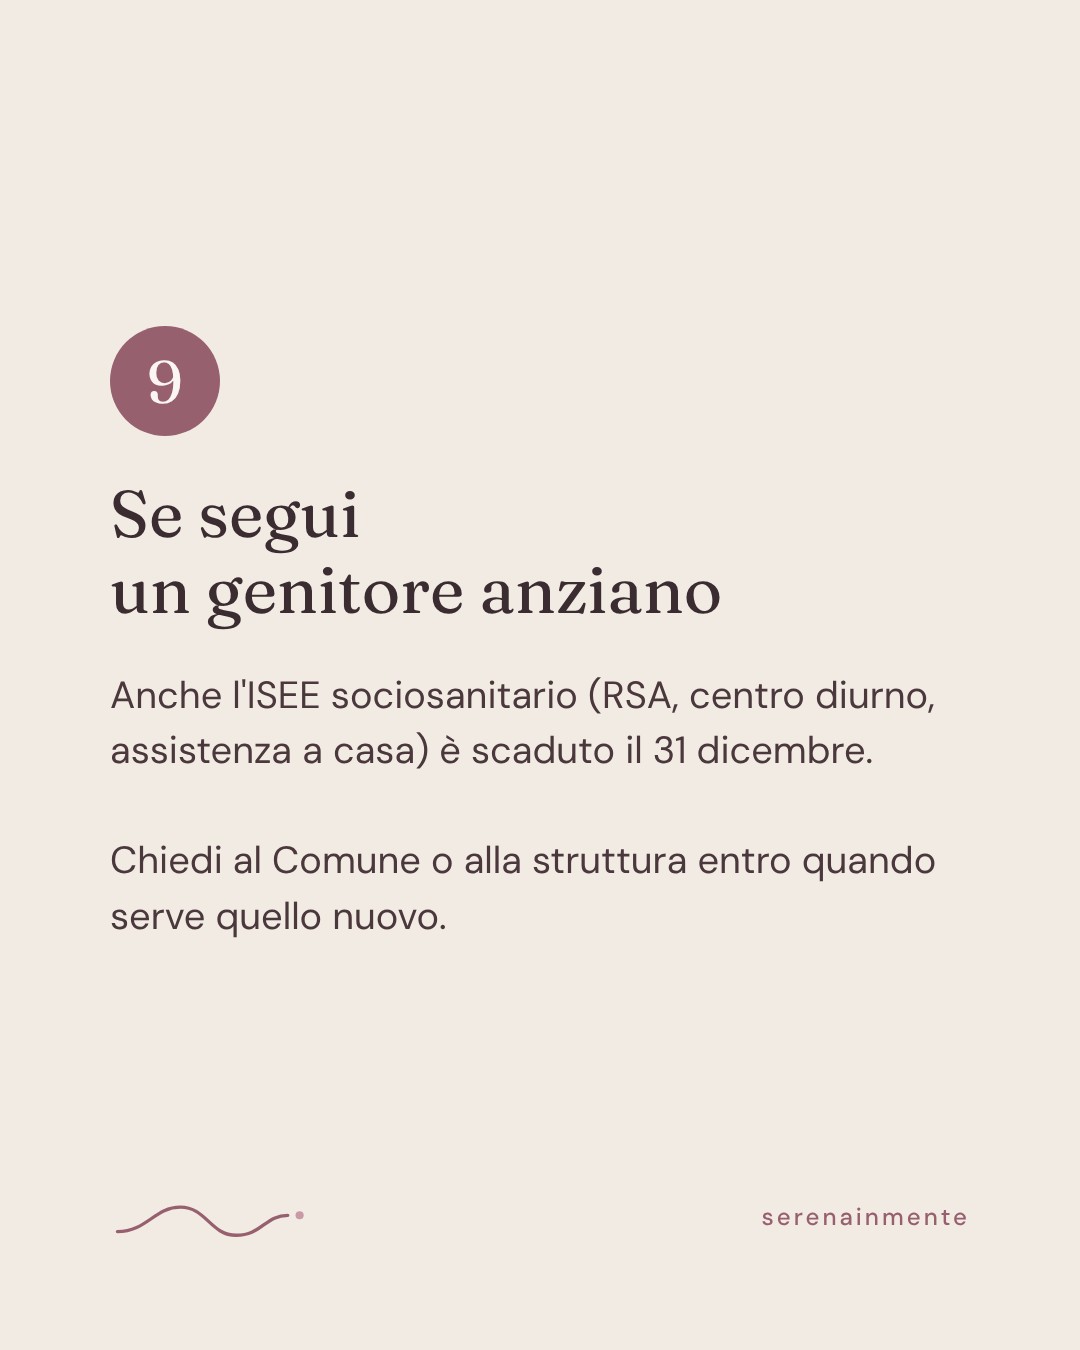 9
Se segui
un genitore anziano
Anche l'ISEE sociosanitario (RSA, centro diurno,
assistenza a casa) è scaduto il 31 dicembre.
Chiedi al Comune o alla struttura entro quando
serve quello nuovo.
serenainmente